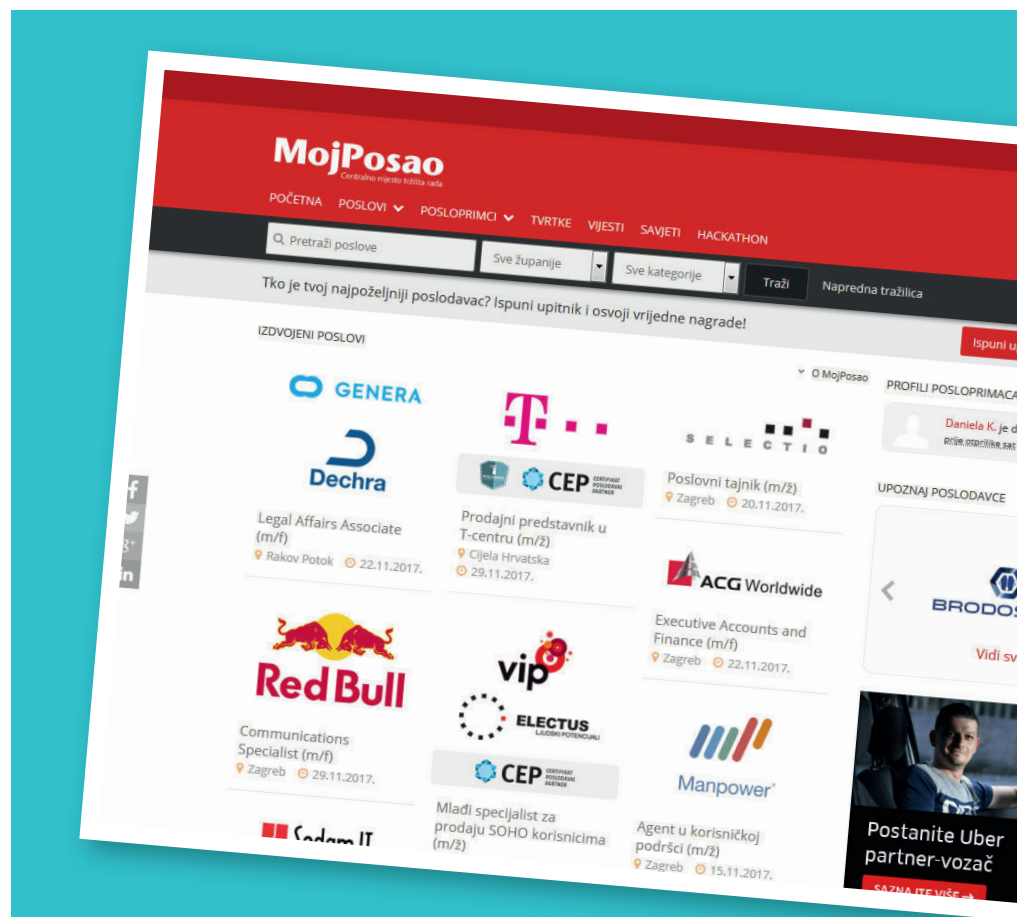 MojPosao
Centralno mjesto tržišta rada
POČETNA POSLOVI POSLOPRIMCI TVRTKE VIJESTI SAVJETI HACKATHON
Pretraži poslove Sve županije Sve kategorije Traži Napredna tražilica
Tko je tvoj najpoželjniji poslodavac? Ispuni upitnik i osvoji vrijedne nagrade!
Ispuni u
IZDVOJENI POSLOVI
O MojPosao
GENERA
Dechra
Legal Affairs Associate
(m/f)
Rakov Potok 22.11.2017.
T
CEP CERTIFIKAT
POSLODAVAC
PARTNER
Prodajni predstavnik u
T-centru (m/ž)
Cijela Hrvatska
29.11.2017.
SELECTIO
Poslovni tajnik (m/ž)
Zagreb 20.11.2017.
ACG Worldwide
Executive Accounts and
Finance (m/f)
Zagreb 22.11.2017.
Red Bull
Communications
Specialist (m/f)
Zagreb 29.11.2017.
vip
ELECTUS
LJUDSKI POTENCIJALI
CEP CERTIFIKAT
POSLODAVAC
PARTNER
Mlađi specijalist za
prodaju SOHO korisnicima
(m/ž)
Manpower
Agent u korisničkoj
podršci (m/ž)
Zagreb 15.11.2017.
Sedam IT
PROFILI POSLOPRIMACA
Daniela K. je d
prije otprilike sat
UPOZNAJ POSLODAVCE
BRODOS
Vidi sv
Postanite Uber
partner-vozač
SAZNAJTE VIŠE →
f
g+
in